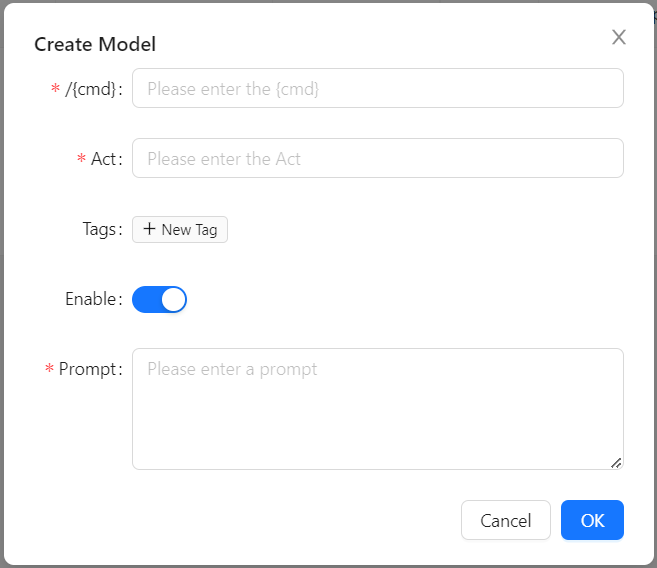 Create Model
* /{cmd}: Please enter the {cmd}
* Act: Please enter the Act
Tags: + New Tag
Enable:
* Prompt: Please enter a prompt
Cancel OK